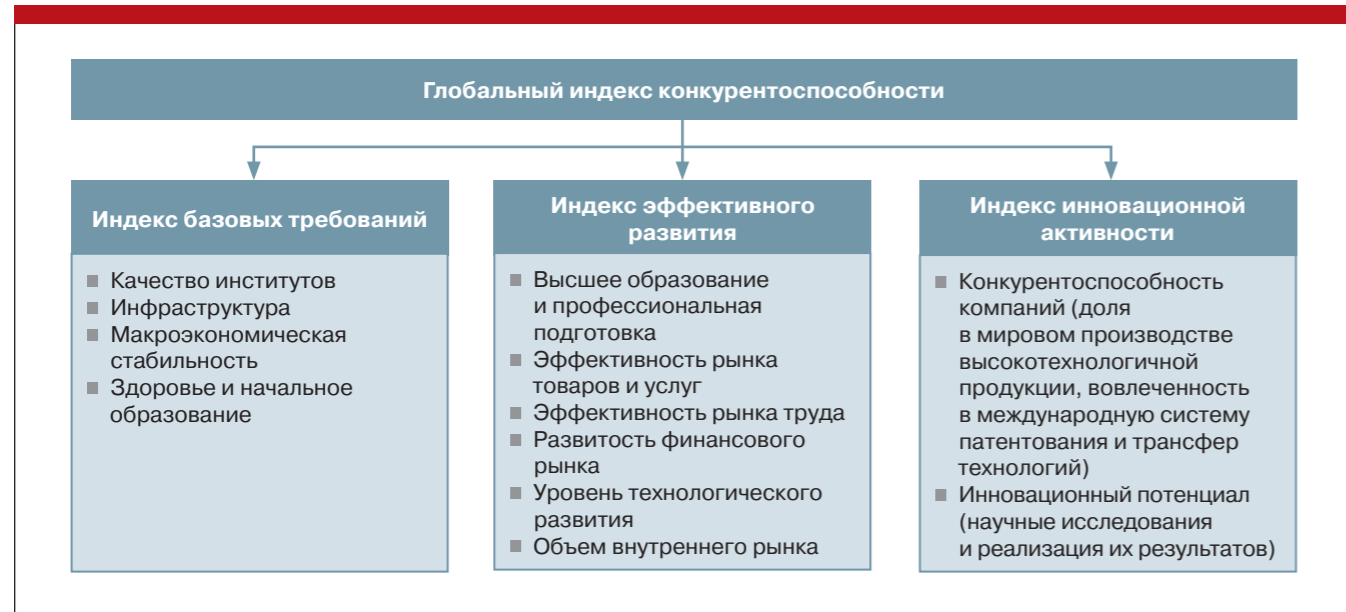 Глобальный индекс конкурентоспособности
Индекс базовых требований
■ Качество институтов
■ Инфраструктура
■ Макроэкономическая
стабильность
■ Здоровье и начальное
образование
Индекс эффективного
развития
■ Высшее образование
и профессиональная
подготовка
■ Эффективность рынка
товаров и услуг
■ Эффективность рынка труда
■ Развитость финансового
рынка
■ Уровень технологического
развития
■ Объем внутреннего рынка
Индекс инновационной
активности
■ Конкурентоспособность
компаний (доля
в мировом производстве
высокотехнологичной
продукции, вовлеченность
в международную систему
патентования и трансфер
технологий)
■ Инновационный потенциал
(научные исследования
и реализация их результатов)